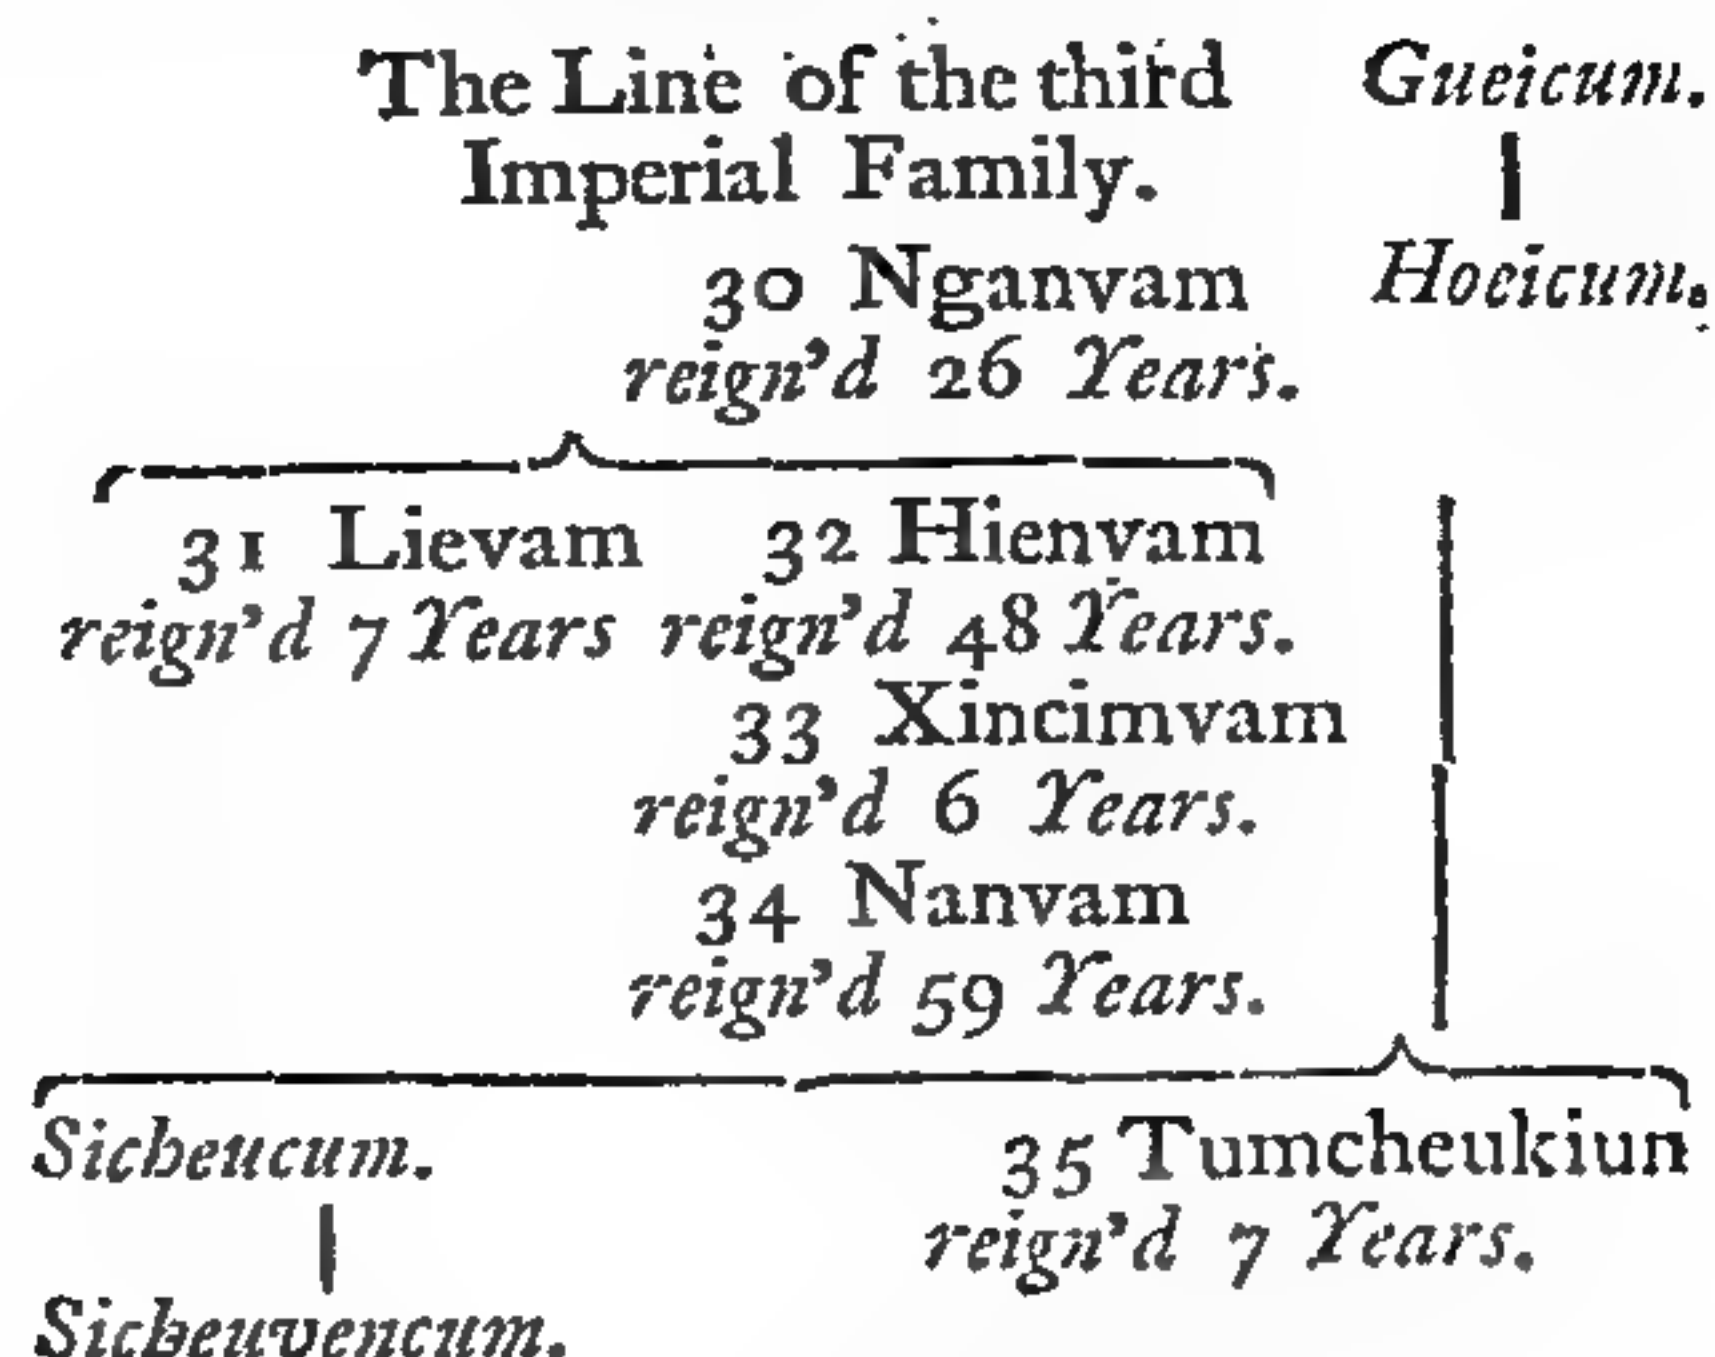 The Line of the third Gueicum.
Imperial Family.
30 Nganvam Hoeicum.
reign'd 26 Years.
31 Lievam 32 Hienvam
reign'd 7 Years reign'd 48 Years.
33 Xincimvam
reign'd 6 Years.
34 Nanvam
reign'd 59 Years.
Sicheucum. 35 Tumcheukiun
reign'd 7 Years.
Sicheuvencum.